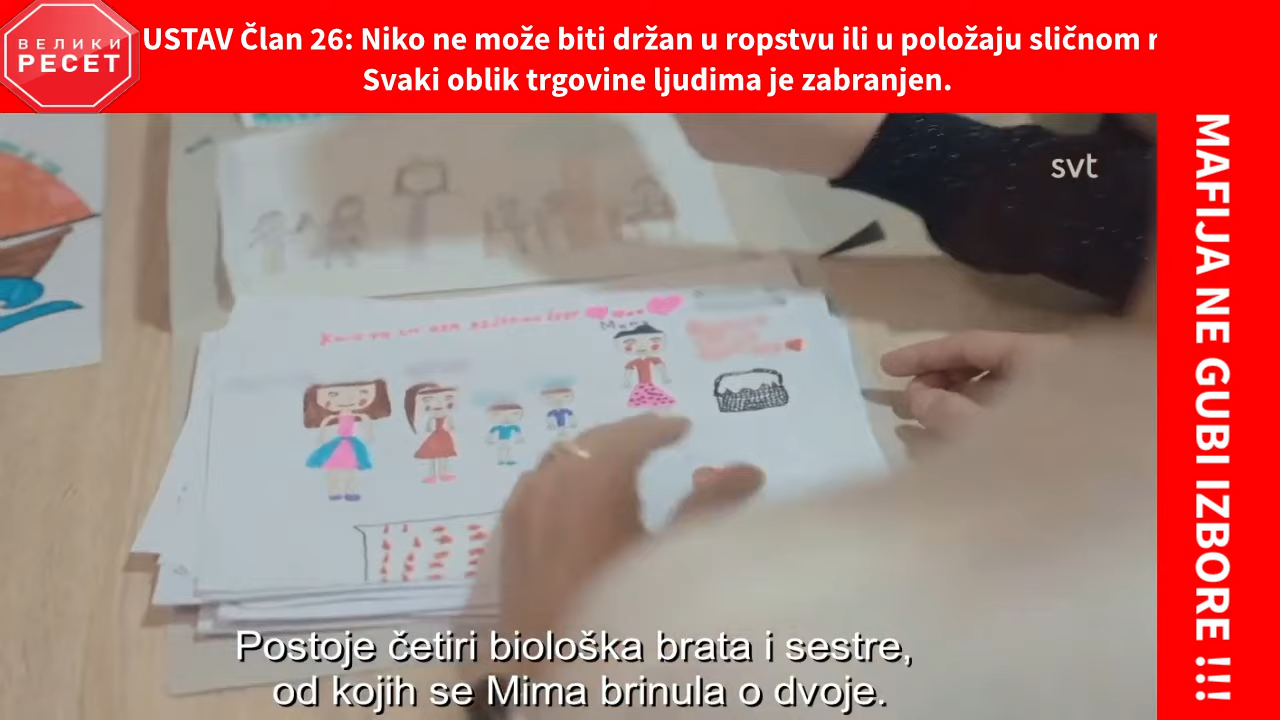 ВЕЛИКИ
РЕСЕТ
USTAV Član 26: Niko ne može biti držan u ropstvu ili u položaju sličnom r
Svaki oblik trgovine ljudima je zabranjen.
svt
MAFIJA NE GUBI IZBORE !!!
Mama
Postoje četiri biološka brata i sestre,
od kojih se Mima brinula o dvoje.